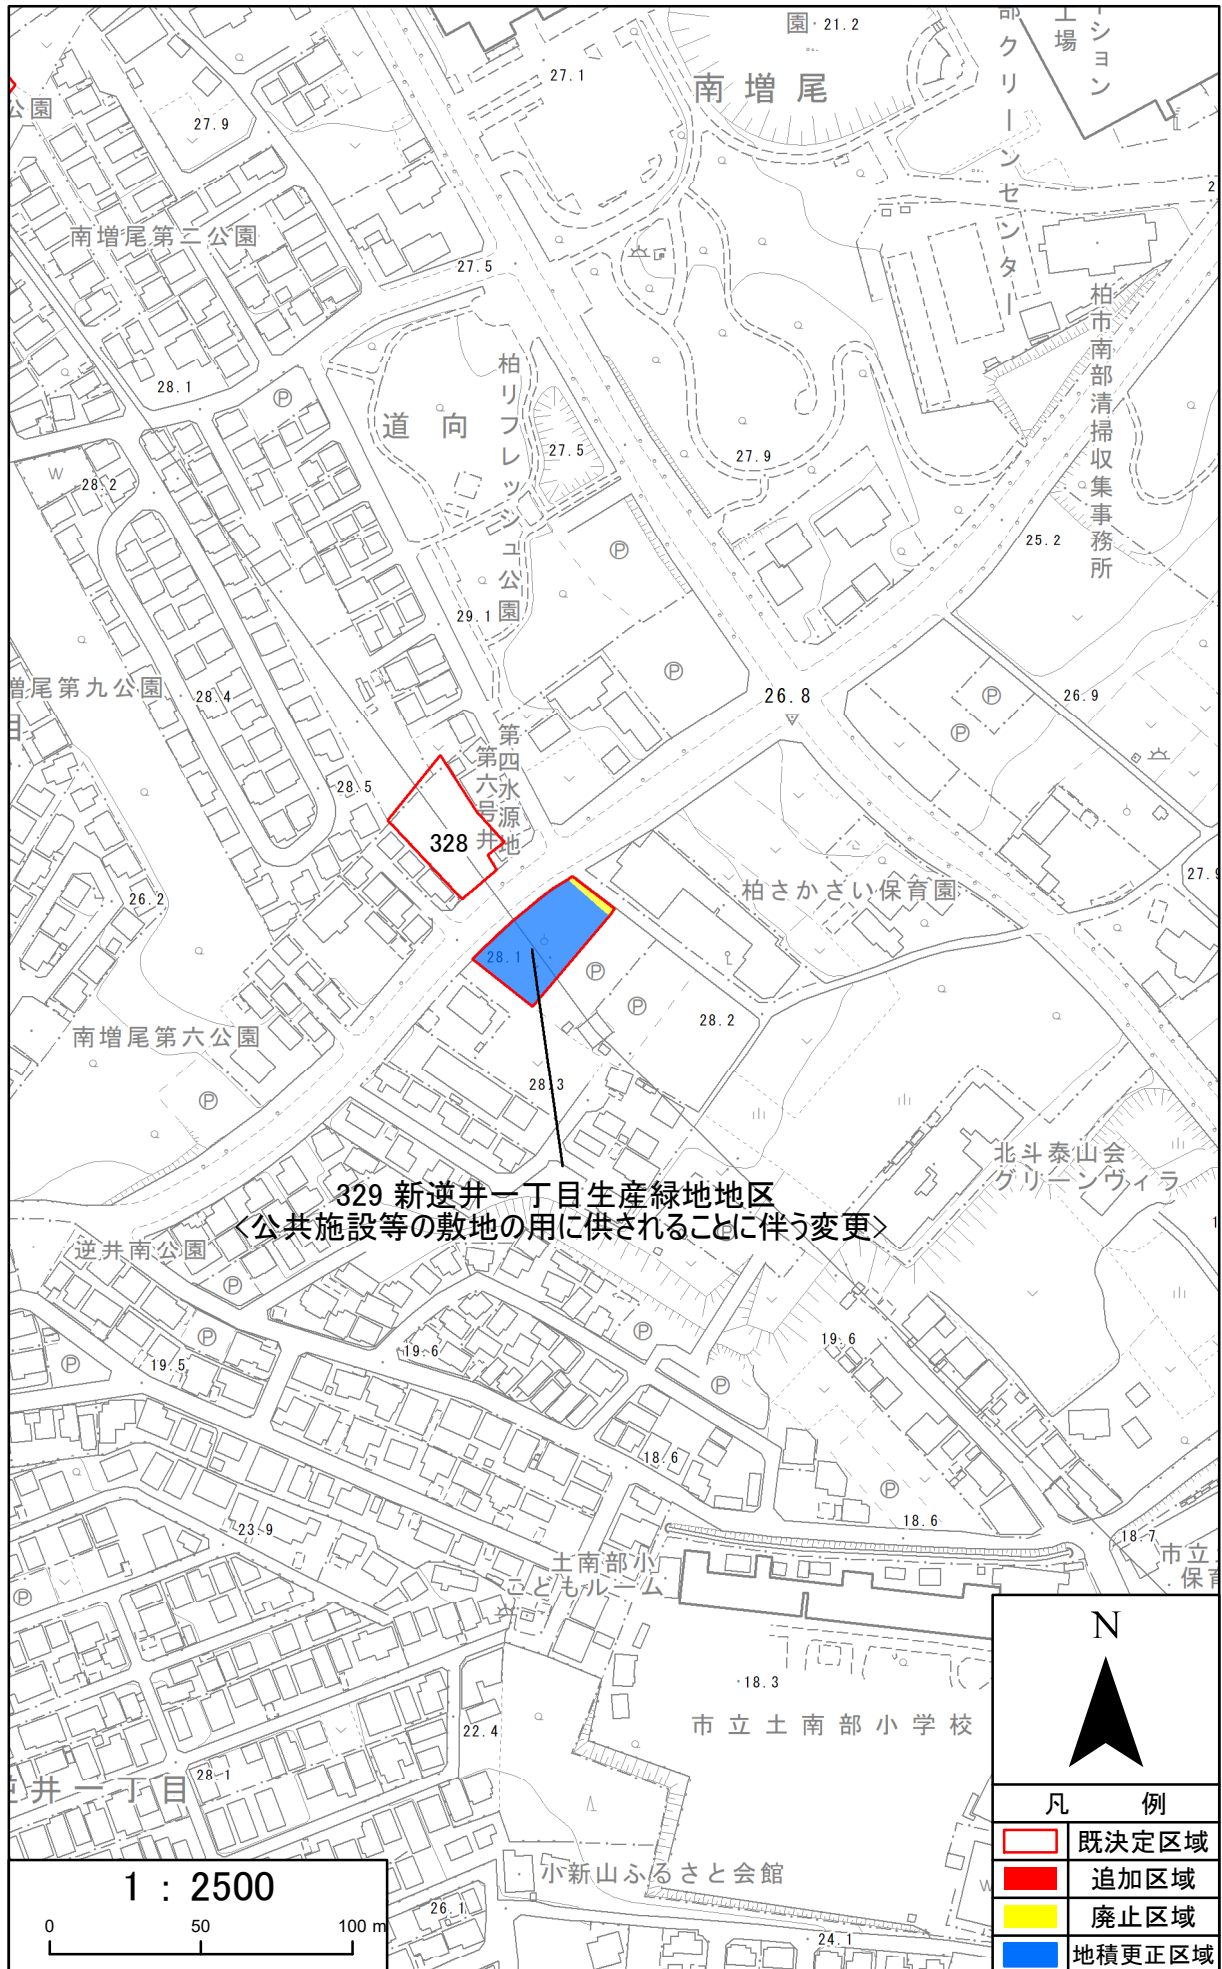 園
21.2
27.1
南増尾
部クリーンセンター
ーション
工場
公園
27.9
南増尾第二公園
27.5
28.1
P
柏リフレッシュ公園
道向
27.5
27.9
柏市南部清掃収集事務所
W
28.2
25.2
P
29.1
増尾第九公園
28.4
P
26.8
P
26.9
P
目
第四水源地
第六号井
28.5
328
柏さかさい保育園
27.9
26.2
28.1
P
P
28.2
南増尾第六公園
P
28.3
北斗泰山会
グリーンヴィラ
329 新逆井一丁目生産緑地地区
<公共施設等の敷地の用に供されることに伴う変更>
P
逆井南公園
P
P
P
19.6
19.6
P
19.5
P
18.6
P
18.6
23.9
18.7
市立土
保育
土南部小
こどもルーム
P
18.3
市立土南部小学校
22.4
28.1
逆井一丁目
小新山ふるさと会館
W
26.1
24.1
N
凡 例
既決定区域
追加区域
廃止区域
地積更正区域
1 : 2500
0 50 100 m